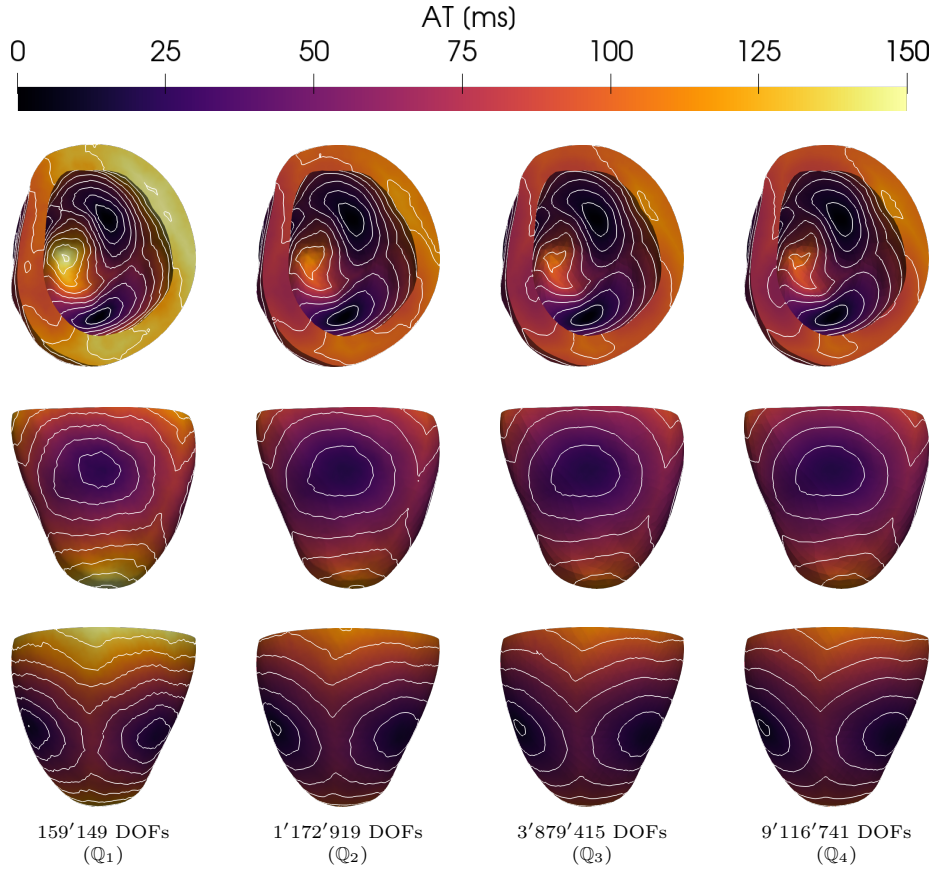 AT (ms)
0 25 50 75 100 125 150
159′149 DOFs 1′172′919 DOFs 3′879′415 DOFs 9′116′741 DOFs
(ℚ₁) (ℚ₂) (ℚ₃) (ℚ₄)